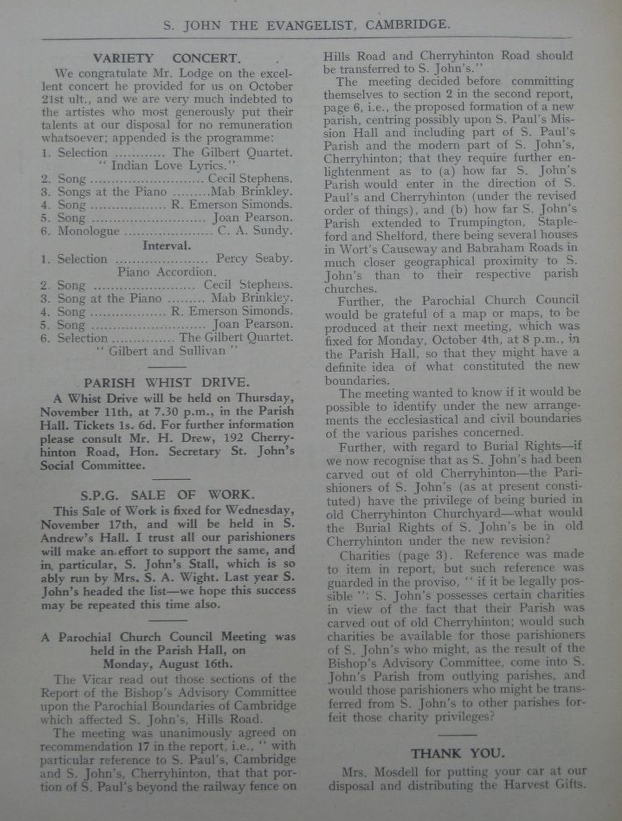 S. JOHN THE EVANGELIST, CAMBRIDGE.
VARIETY CONCERT.
We congratulate Mr. Lodge on the excel-
lent concert he provided for us on October
21st ult., and we are very much indebted to
the artistes who most generously put their
talents at our disposal for no remuneration
whatsoever; appended is the programme:
1. Selection ............ The Gilbert Quartet.
" Indian Love Lyrics."
2. Song .......................... Cecil Stephens.
3. Songs at the Piano ........Mab Brinkley.
4. Song .................. R. Emerson Simonds.
5. Song .......................... Joan Pearson.
6. Monologue .................... C. A. Sundy.
Interval.
1. Selection ..................... Percy Seaby.
Piano Accordion.
2. Song ........................ Cecil Stephens.
3. Song at the Piano ......... Mab Brinkley.
4. Song .................. R. Emerson Simonds.
5. Song .......................... Joan Pearson.
6. Selection ............The Gilbert Quartet.
" Gilbert and Sullivan "
PARISH WHIST DRIVE.
A Whist Drive will be held on Thursday,
November 11th, at 7.30 p.m., in the Parish
Hall. Tickets 1s. 6d. For further information
please consult Mr. H. Drew, 192 Cherry-
hinton Road, Hon. Secretary St. John's
Social Committee.
S.P.G. SALE OF WORK.
This Sale of Work is fixed for Wednesday,
November 17th, and will be held in S.
Andrew's Hall. I trust all our parishioners
will make an effort to support the same, and
in, particular, S. John's Stall, which is so
ably run by Mrs. S. A. Wight. Last year S.
John's headed the list—we hope this success
may be repeated this time also.
A Parochial Church Council Meeting was
held in the Parish Hall, on
Monday, August 16th.
The Vicar read out those sections of the
Report of the Bishop's Advisory Committee
upon the Parochial Boundaries of Cambridge
which affected S. John's, Hills Road.
The meeting was unanimously agreed on
recommendation 17 in the report, i.e., " with
particular reference to S. Paul's, Cambridge
and S. John's, Cherryhinton, that that por-
tion of S. Paul's beyond the railway fence on
Hills Road and Cherryhinton Road should
be transferred to S. John's."
The meeting decided before committing
themselves to section 2 in the second report,
page 6, i.e., the proposed formation of a new
parish, centring possibly upon S. Paul's Mis-
sion Hall and including part of S. Paul's
Parish and the modern part of S. John's,
Cherryhinton; that they require further en-
lightenment as to (a) how far S. John's
Parish would enter in the direction of S.
Paul's and Cherryhinton (under the revised
order of things), and (b) how far S. John's
Parish extended to Trumpington, Staple-
ford and Shelford, there being several houses
in Wort's Causeway and Babraham Roads in
much closer geographical proximity to S.
John's than to their respective parish
churches.
Further, the Parochial Church Council
would be grateful of a map or maps, to be
produced at their next meeting, which was
fixed for Monday, October 4th, at 8 p.m., in
the Parish Hall, so that they might have a
definite idea of what constituted the new
boundaries.
The meeting wanted to know if it would be
possible to identify under the new arrange-
ments the ecclesiastical and civil boundaries
of the various parishes concerned.
Further, with regard to Burial Rights—if
we now recognise that as S. John's had been
carved out of old Cherryhinton—the Pari-
shioners of S. John's (as at present consti-
tuted) have the privilege of being buried in
old Cherryhinton Churchyard—what would
the Burial Rights of S. John's be in old
Cherryhinton under the new revision?
Charities (page 3). Reference was made
to item in report, but such reference was
guarded in the proviso, " if it be legally pos-
sible ": S. John's possesses certain charities
in view of the fact that their Parish was
carved out of old Cherryhinton; would such
charities be available for those parishioners
of S. John's who might, as the result of the
Bishop's Advisory Committee, come into S.
John's Parish from outlying parishes, and
would those parishioners who might be trans-
ferred from S. John's to other parishes for-
feit those charity privileges?
THANK YOU.
Mrs. Mosdell for putting your car at our
disposal and distributing the Harvest Gifts.